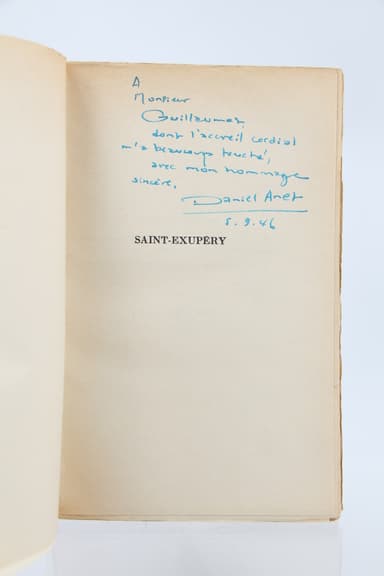 A
Monsieur
Guillaumet,
dont l'accueil cordial
m'a beaucoup touché,
avec mon hommage
sincère,
Daniel Anet
5.9.46
SAINT-EXUPÉRY